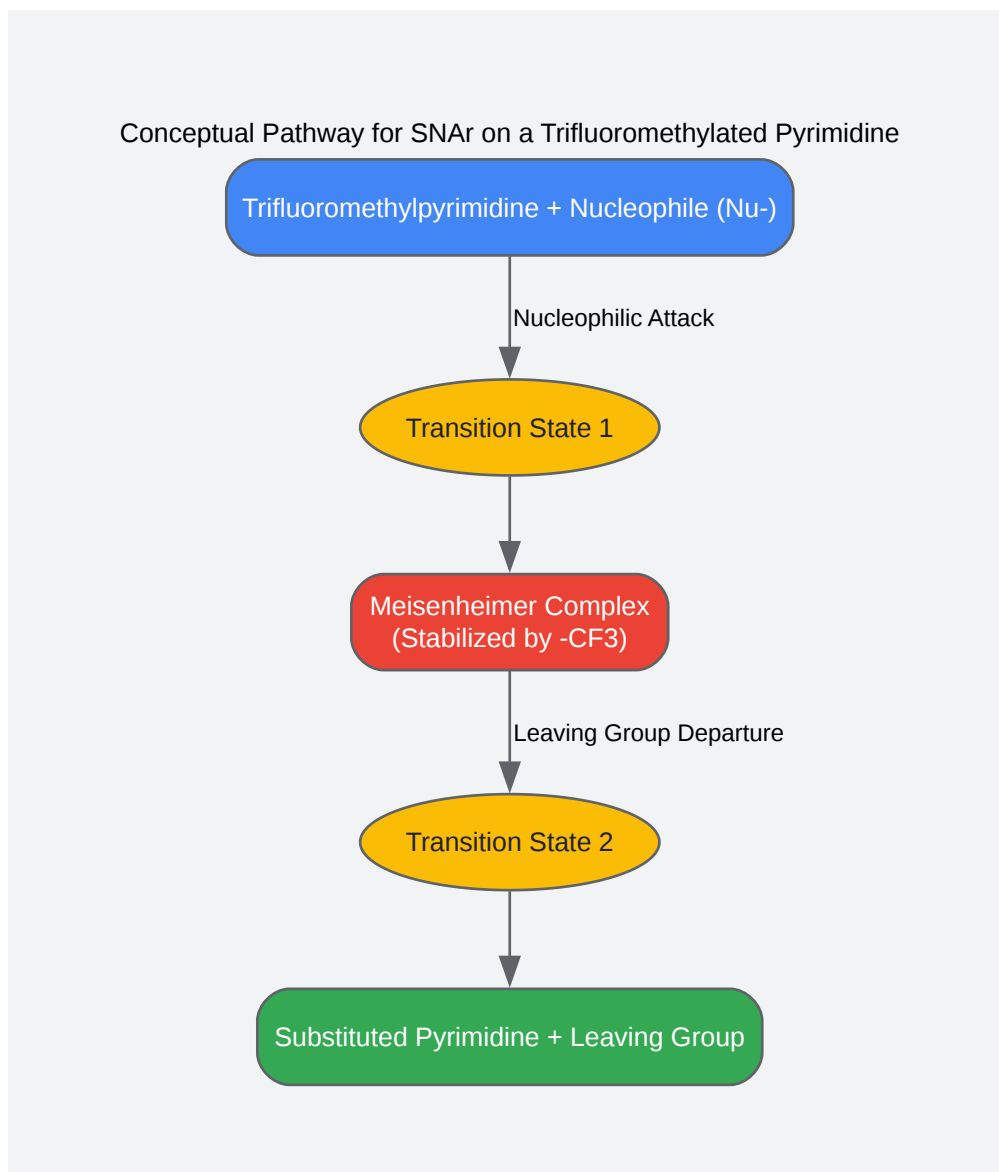 Conceptual Pathway for SNAr on a Trifluoromethylated Pyrimidine
Trifluoromethylpyrimidine + Nucleophile (Nu-)
Nucleophilic Attack
Transition State 1
Meisenheimer Complex
(Stabilized by -CF3)
Leaving Group Departure
Transition State 2
Substituted Pyrimidine + Leaving Group